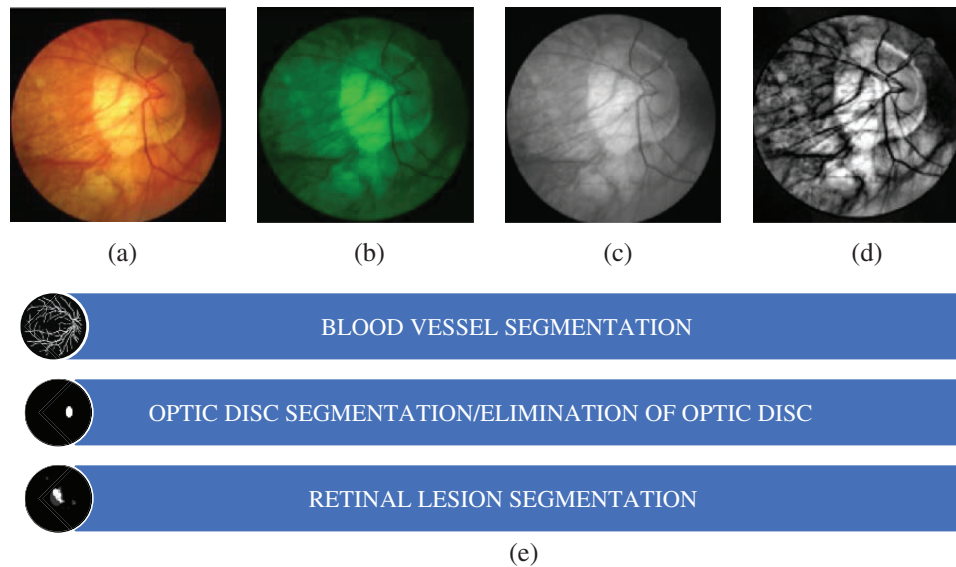 (a) (b) (c) (d)
BLOOD VESSEL SEGMENTATION
OPTIC DISC SEGMENTATION/ELIMINATION OF OPTIC DISC
RETINAL LESION SEGMENTATION
(e)